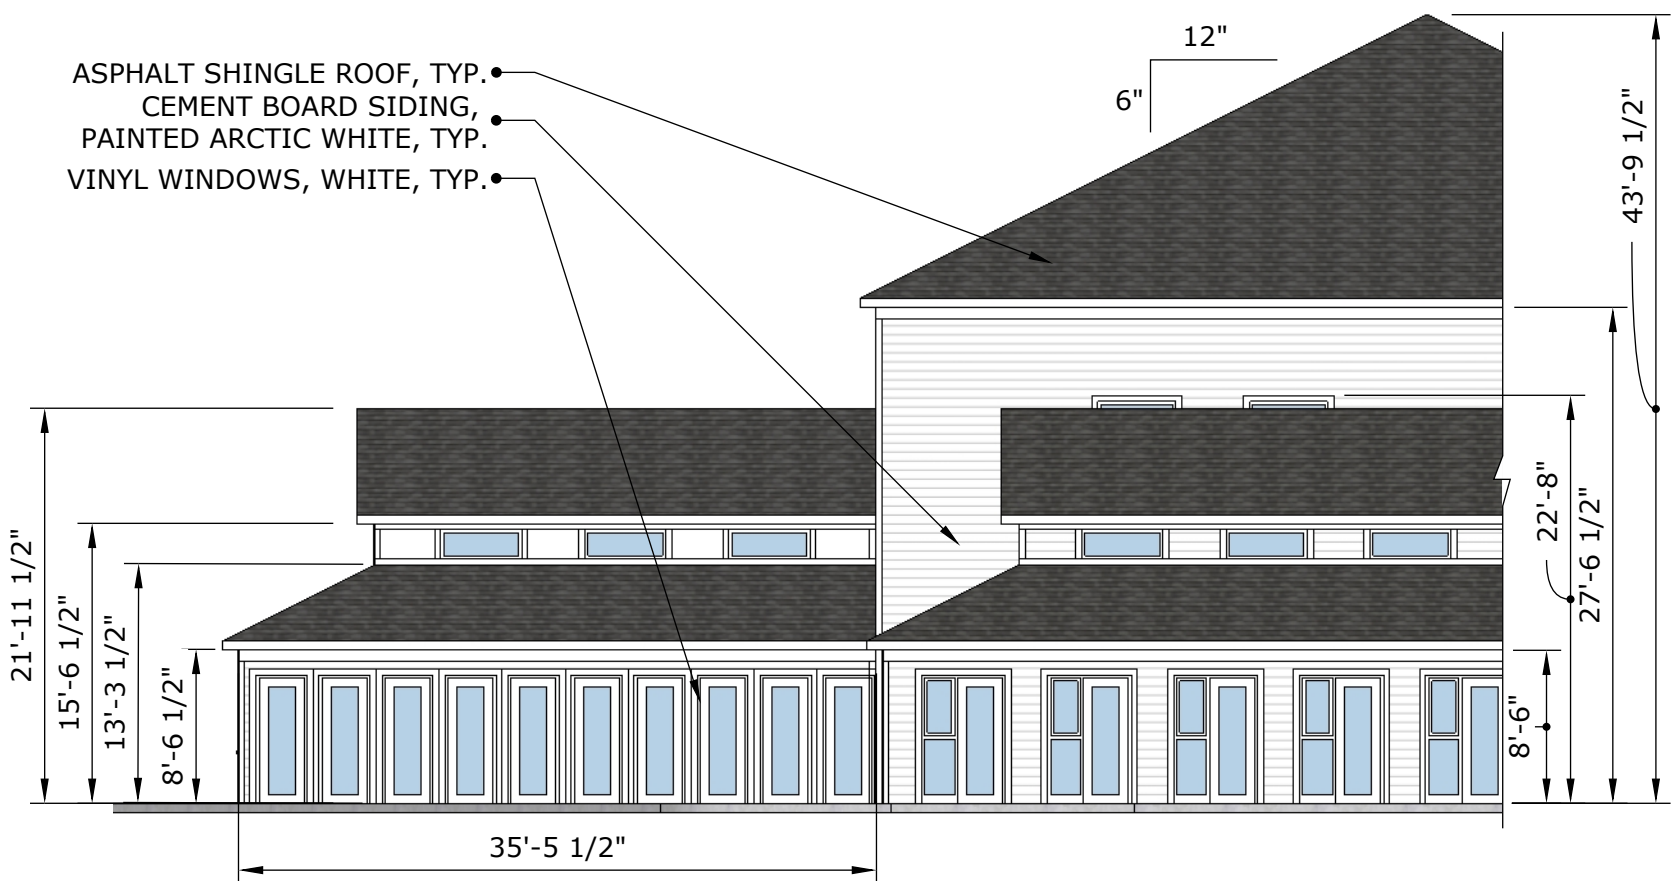 12"
6"
ASPHALT SHINGLE ROOF, TYP.
CEMENT BOARD SIDING,
PAINTED ARCTIC WHITE, TYP.
VINYL WINDOWS, WHITE, TYP.
43'-9 1/2"
21'-11 1/2"
15'-6 1/2"
13'-3 1/2"
8'-6 1/2"
22'-8"
27'-6 1/2"
8'-6"
35'-5 1/2"